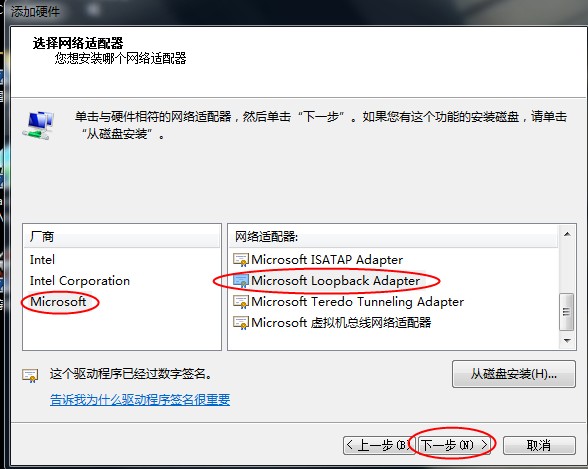 添加硬件
选择网络适配器
您想安装哪个网络适配器
单击与硬件相符的网络适配器，然后单击“下一步”。如果您有这个功能的安装磁盘，请单击
“从磁盘安装”。
厂商
Intel
Intel Corporation
Microsoft
网络适配器:
Microsoft ISATAP Adapter
Microsoft Loopback Adapter
Microsoft Teredo Tunneling Adapter
Microsoft 虚拟机总线网络适配器
这个驱动程序已经过数字签名。
告诉我为什么驱动程序签名很重要
从磁盘安装(H)...
< 上一步(B)
下一步(N) >
取消